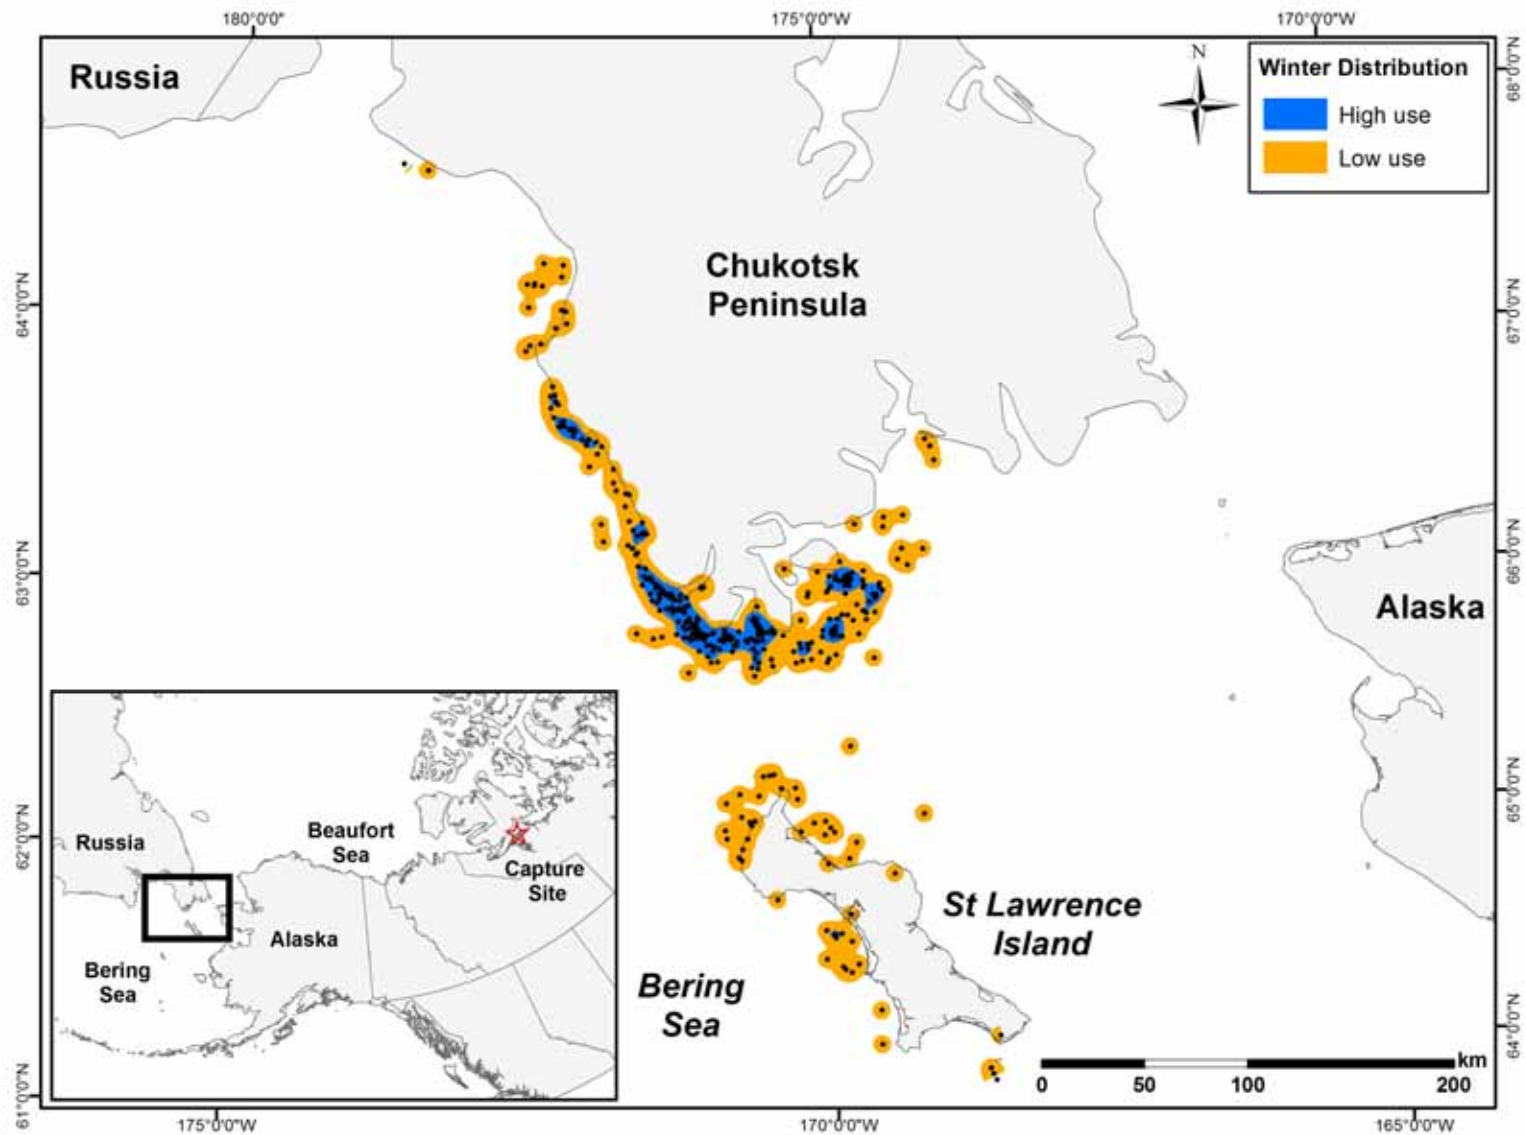 180°0'0"W
175°0'0"W
170°0'0"W
Russia
N
Winter Distribution
High use
Low use
68°0'0"N
Chukotsk
Peninsula
64°0'0"N
67°0'0"N
63°0'0"N
66°0'0"N
Alaska
65°0'0"N
62°0'0"N
Russia
Beaufort
Sea
Capture
Site
Alaska
Bering
Sea
St Lawrence
Island
Bering
Sea
64°0'0"N
km
0
50
100
200
61°0'0"N
175°0'0"W
170°0'0"W
165°0'0"W